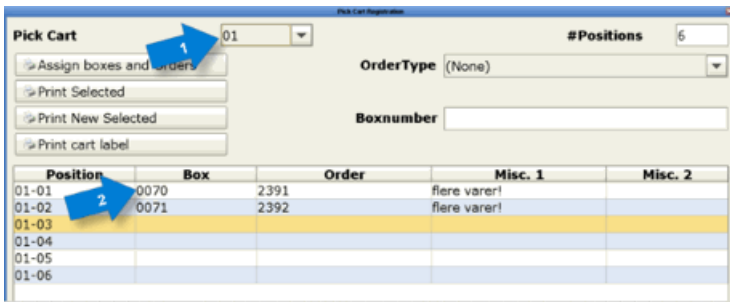 Pick Cart Registration
Pick Cart 01 #Positions 6
Assign boxes and orders OrderType (None)
Print Selected
Print New Selected Boxnumber
Print cart label
Position Box Order Misc. 1 Misc. 2
01-01 0070 2391 flere varer!
01-02 0071 2392 flere varer!
01-03
01-04
01-05
01-06
1
2